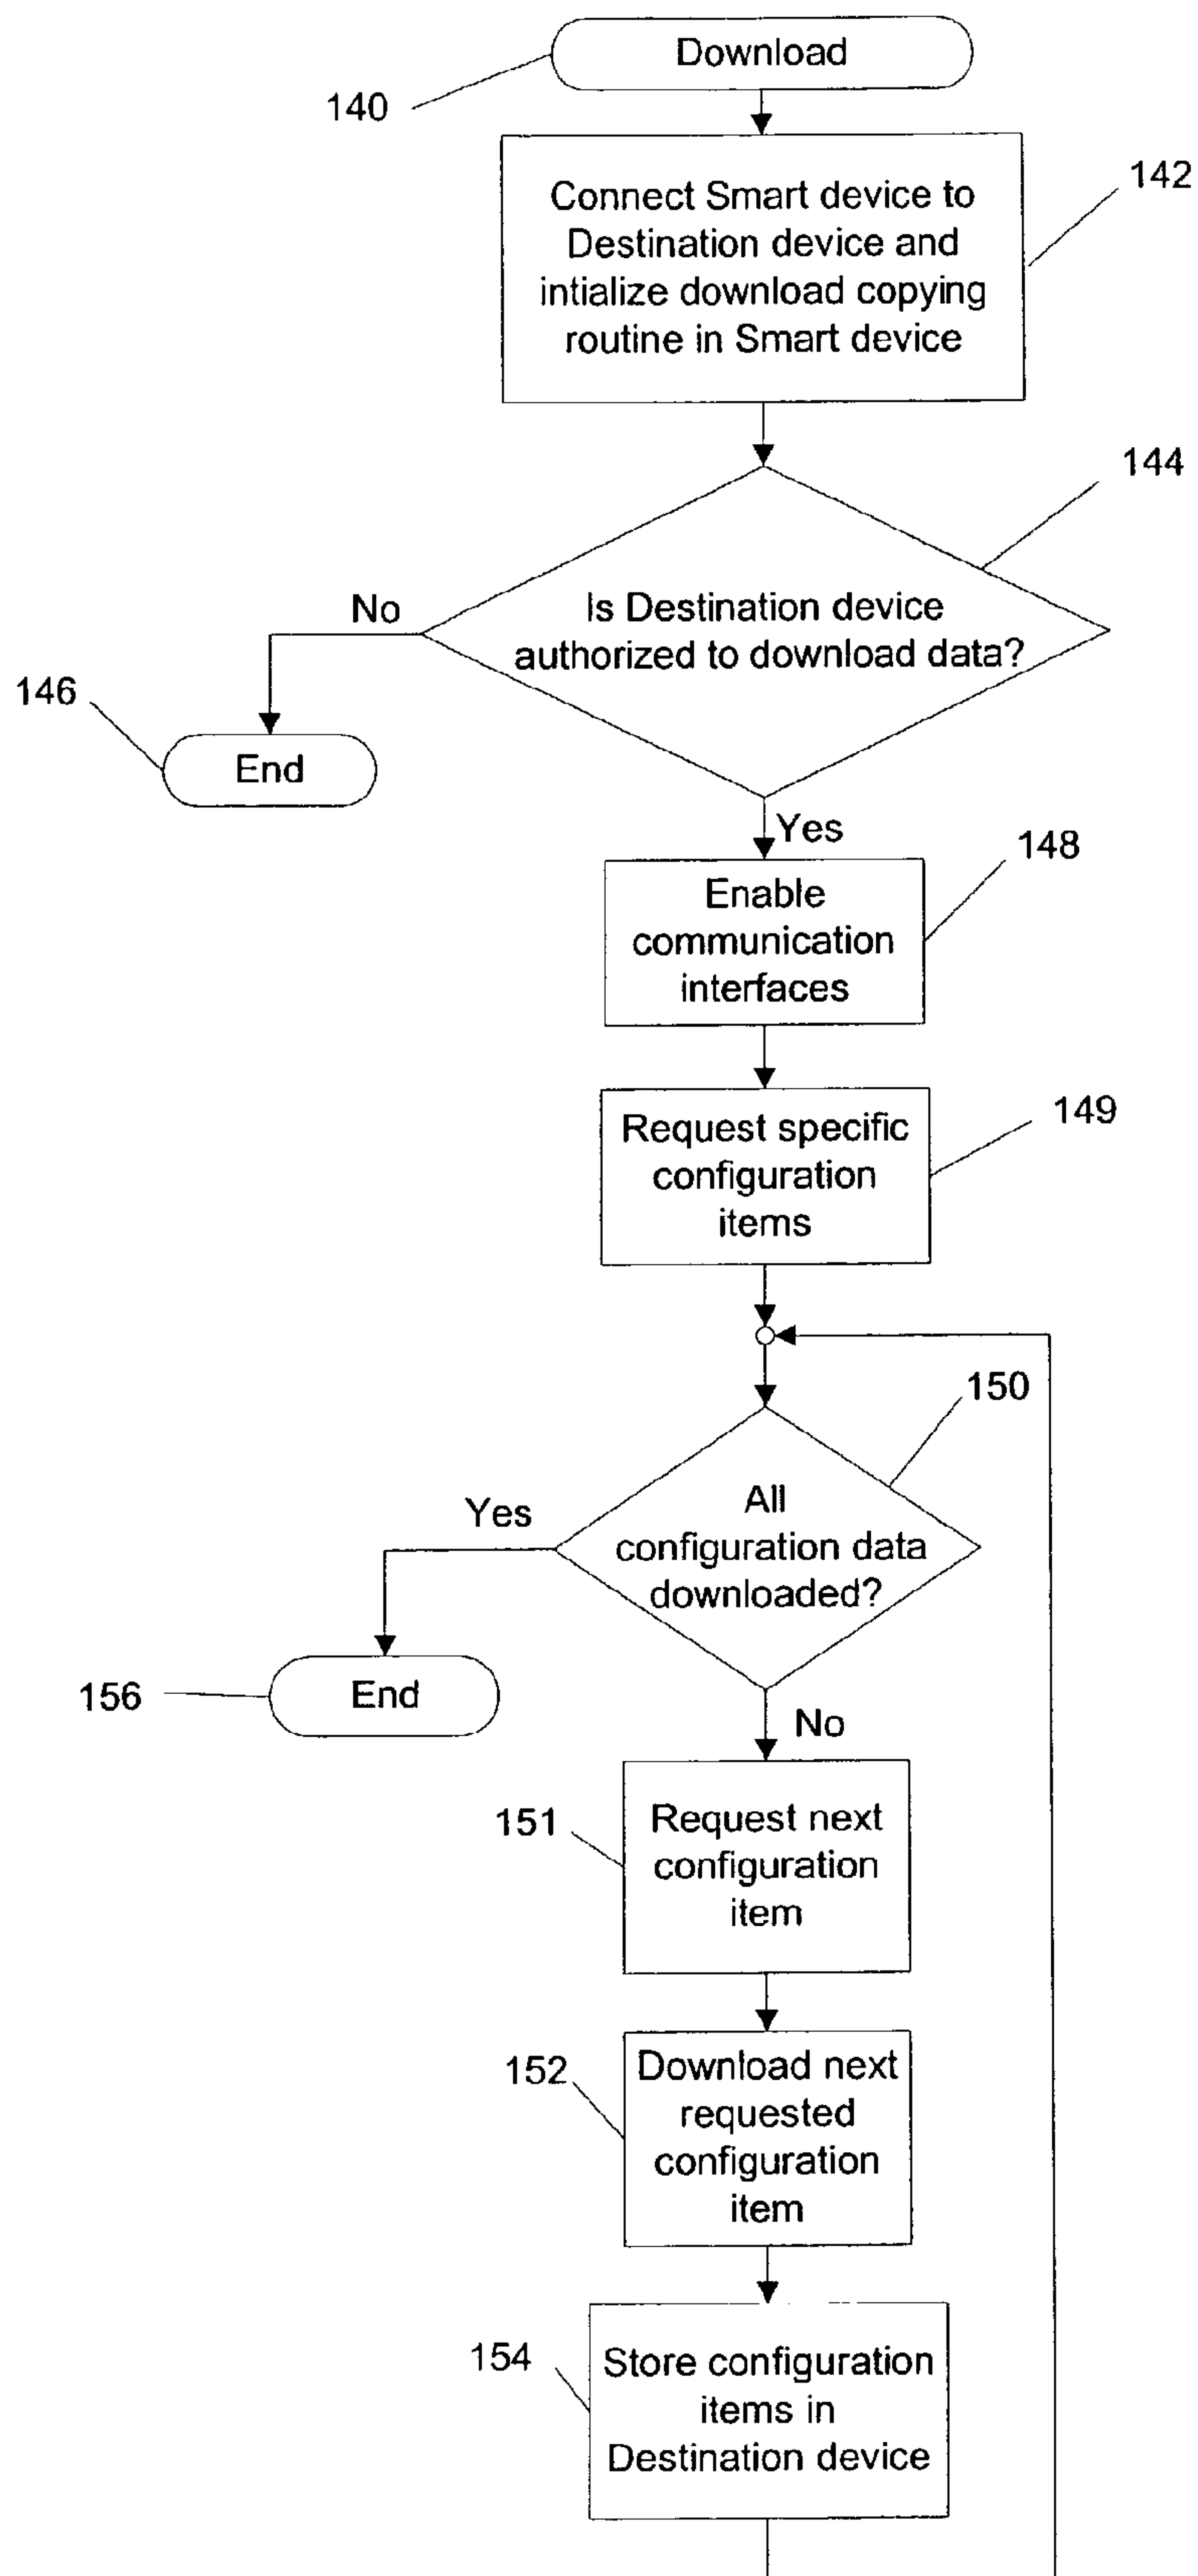 Download
140
Connect Smart device to
Destination device and
intialize download copying
routine in Smart device
142
144
Is Destination device
authorized to download data?
No
146
End
Yes
148
Enable
communication
interfaces
149
Request specific
configuration
items
150
All
configuration data
downloaded?
Yes
156
End
No
151
Request next
configuration
item
152
Download next
requested
configuration
item
154
Store configuration
items in
Destination device